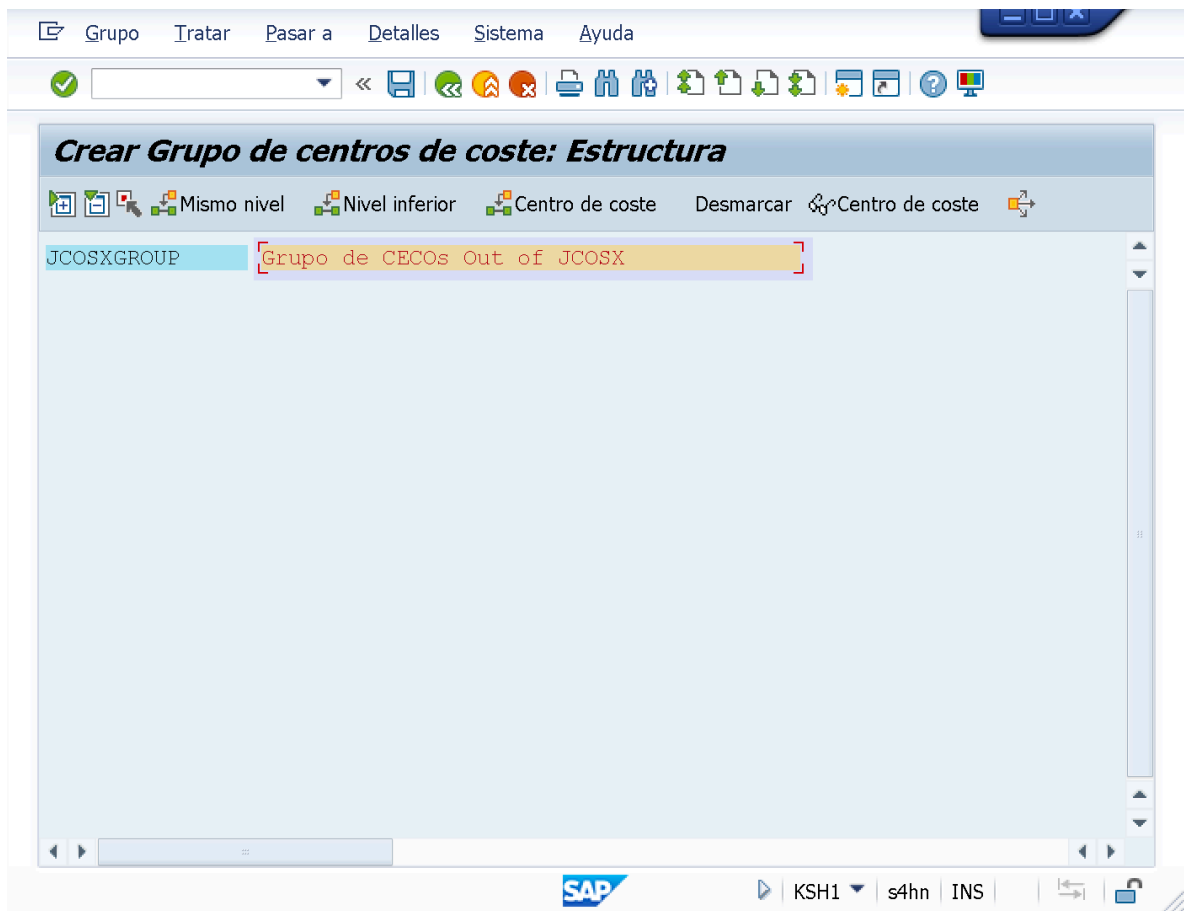 Grupo Tratar Pasar a Detalles Sistema Ayuda
Crear Grupo de centros de coste: Estructura
Mismo nivel Nivel inferior Centro de coste Desmarcar Centro de coste
JCOSXGROUP Grupo de CECOs Out of JCOSX
SAP KSH1 s4hn INS